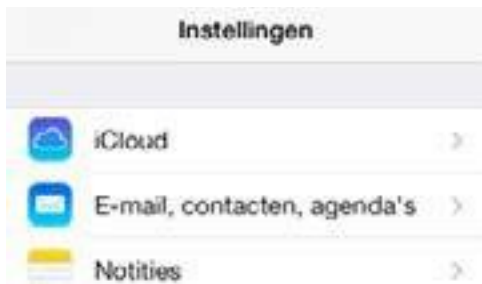 Instellingen
iCloud
E-mail, contacten, agenda's
Notities